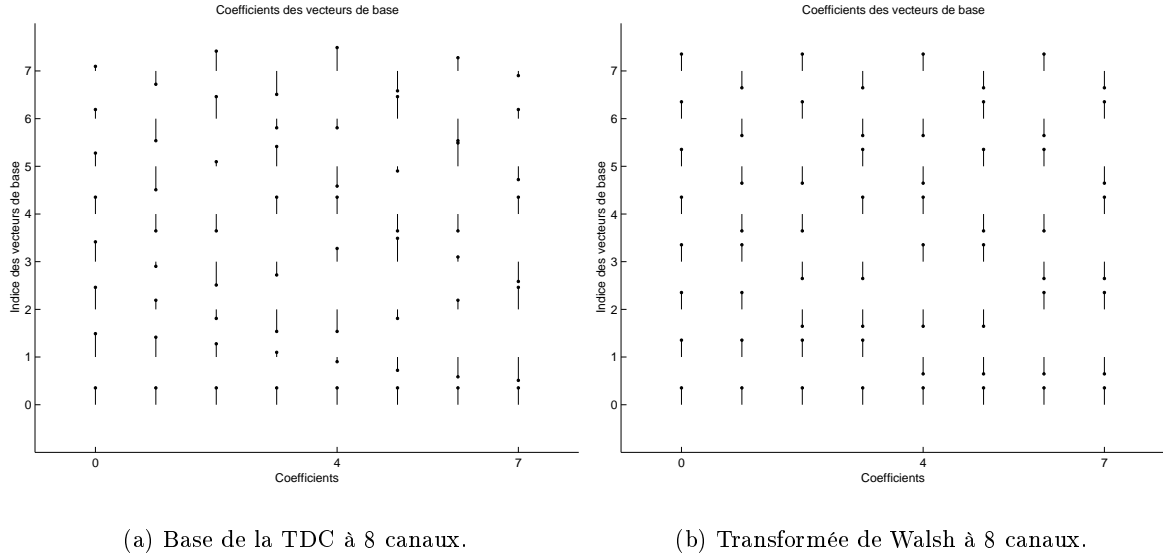 Coefficients des vecteurs de base
Indice des vecteurs de base
7
6
5
4
3
2
1
0
0 4 7
Coefficients
(a) Base de la TDC à 8 canaux.
Coefficients des vecteurs de base
Indice des vecteurs de base
7
6
5
4
3
2
1
0
0 4 7
Coefficients
(b) Transformée de Walsh à 8 canaux.